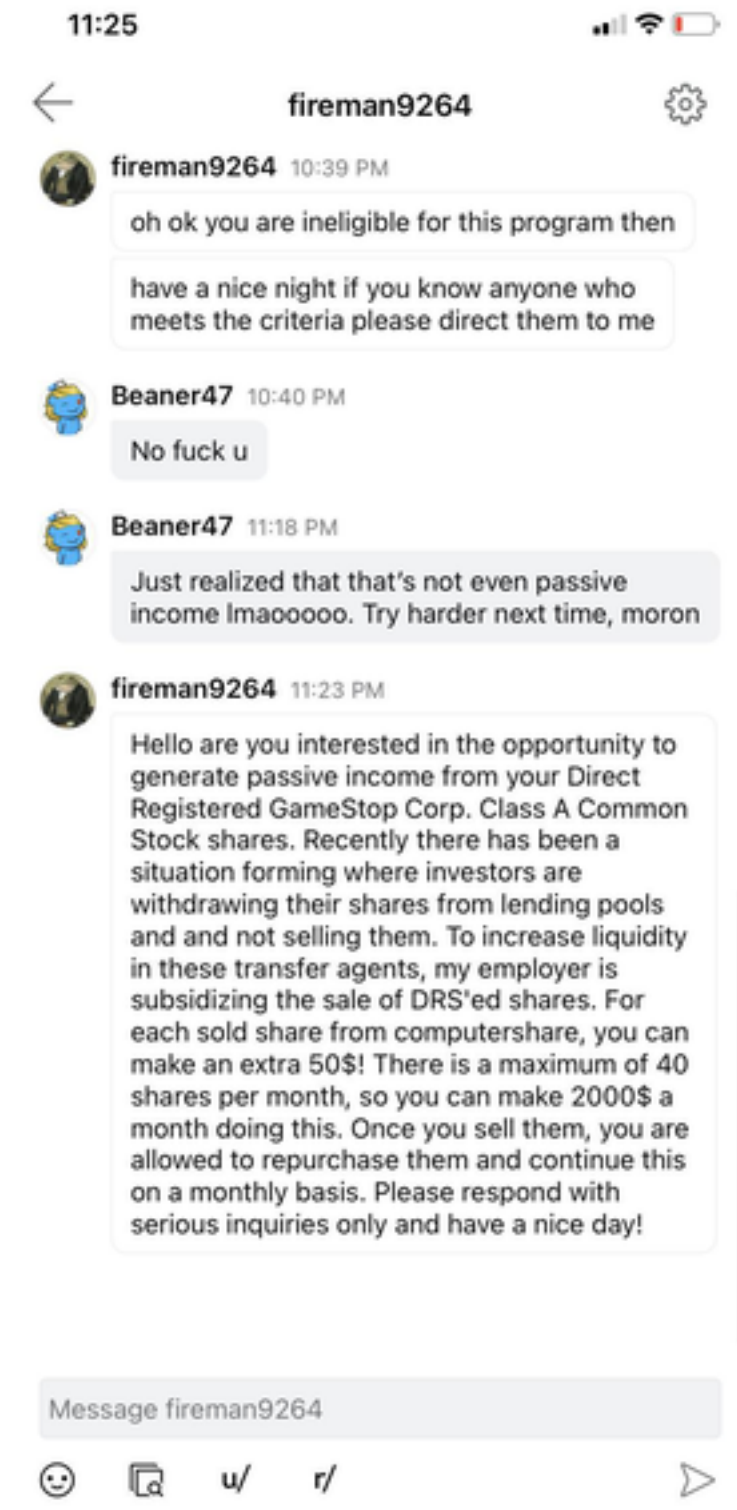 11:25
fireman9264
fireman9264 10:39 PM
oh ok you are ineligible for this program then
have a nice night if you know anyone who
meets the criteria please direct them to me
Beaner47 10:40 PM
No fuck u
Beaner47 11:18 PM
Just realized that that's not even passive
income lmaooooo. Try harder next time, moron
fireman9264 11:23 PM
Hello are you interested in the opportunity to
generate passive income from your Direct
Registered GameStop Corp. Class A Common
Stock shares. Recently there has been a
situation forming where investors are
withdrawing their shares from lending pools
and and not selling them. To increase liquidity
in these transfer agents, my employer is
subsidizing the sale of DRS'ed shares. For
each sold share from computershare, you can
make an extra 50$! There is a maximum of 40
shares per month, so you can make 2000$ a
month doing this. Once you sell them, you are
allowed to repurchase them and continue this
on a monthly basis. Please respond with
serious inquiries only and have a nice day!
Message fireman9264
u/ r/